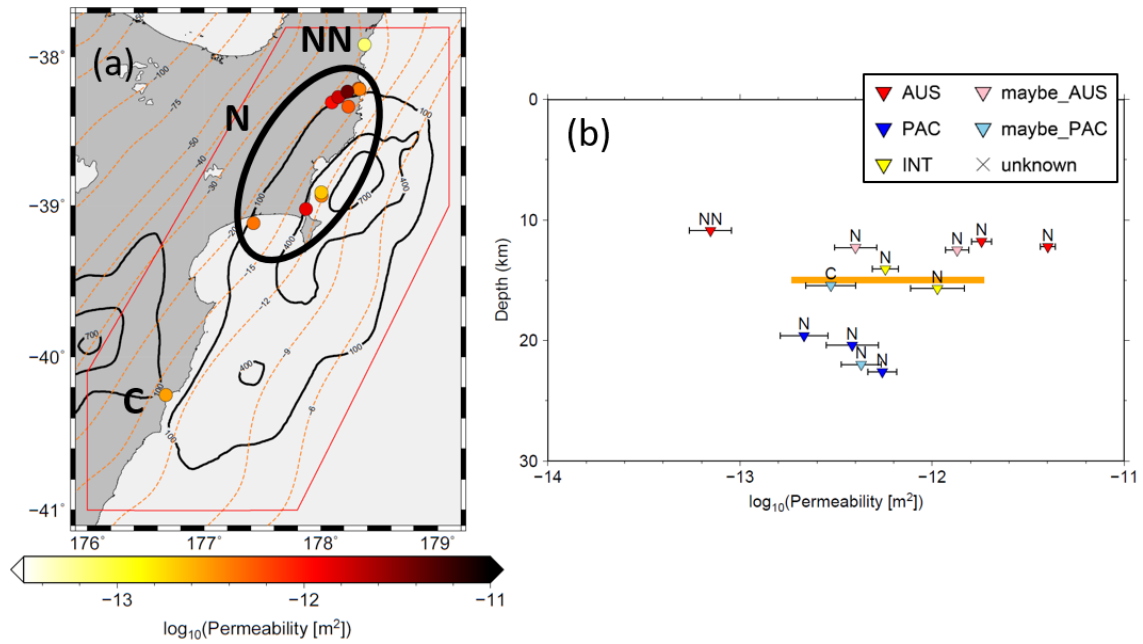 (a)
NN
N
C
−38˚
−39˚
−40˚
−41˚
176˚ 177˚ 178˚ 179˚
−100
−75
−50
−40
−30
−20
−15
−12
−9
−6
100
400
700
−13 −12 −11
log10(Permeability [m2])
(b)
AUS maybe_AUS
PAC maybe_PAC
INT unknown
0
10
20
30
Depth (km)
NN
N N N N
N
C N
N
N
N N
−14 −13 −12 −11
log10(Permeability [m2])